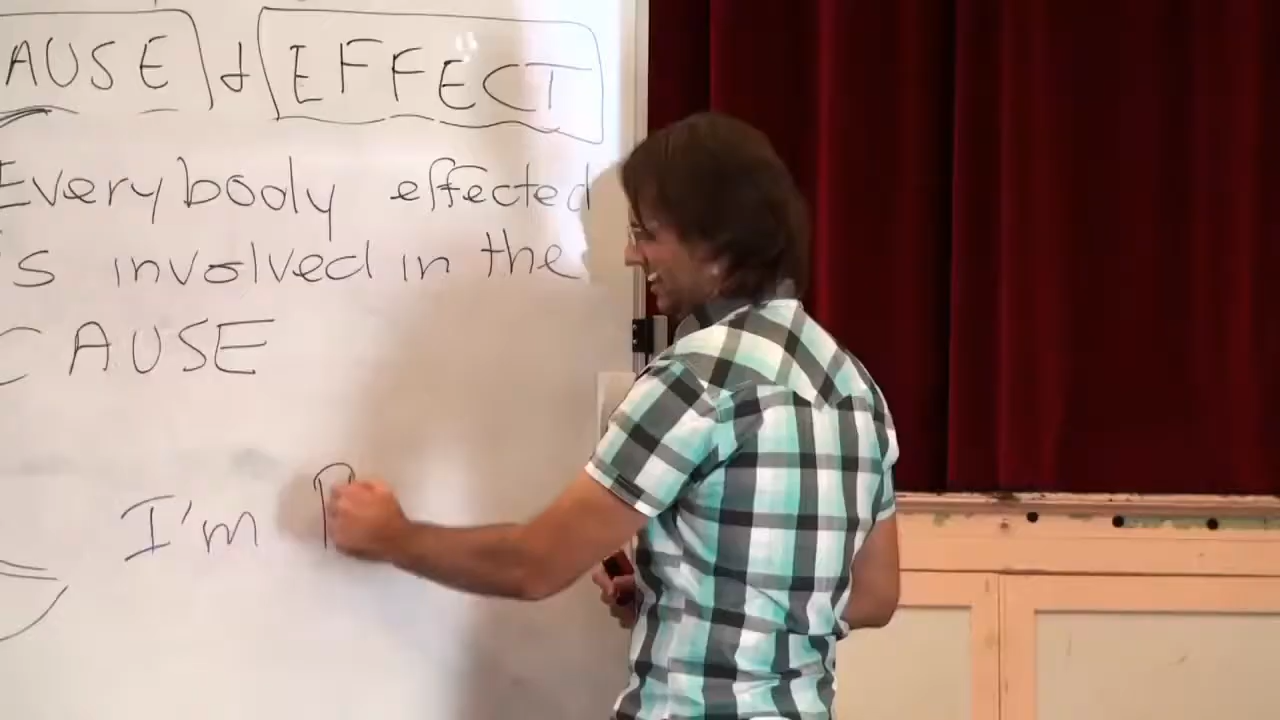 AUSE & EFFECT
Everybody effected
is involved in the
CAUSE
I'm